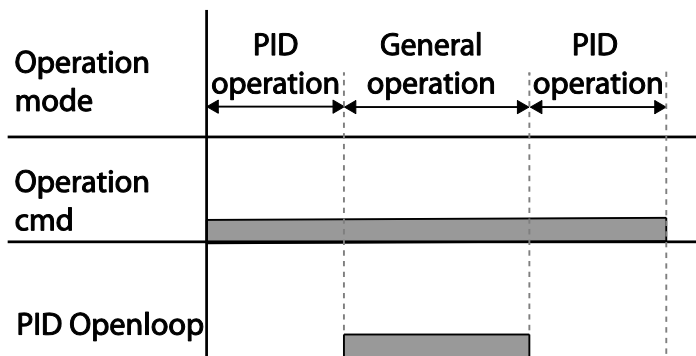 PID General PID
Operation operation operation operation
mode
Operation
cmd
PID Openloop